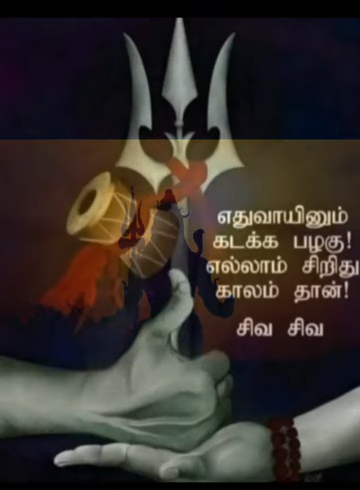 எதுவாயினும்
கடக்க பழகு!
எல்லாம் சிறிது
காலம் தான்!
சிவ சிவ